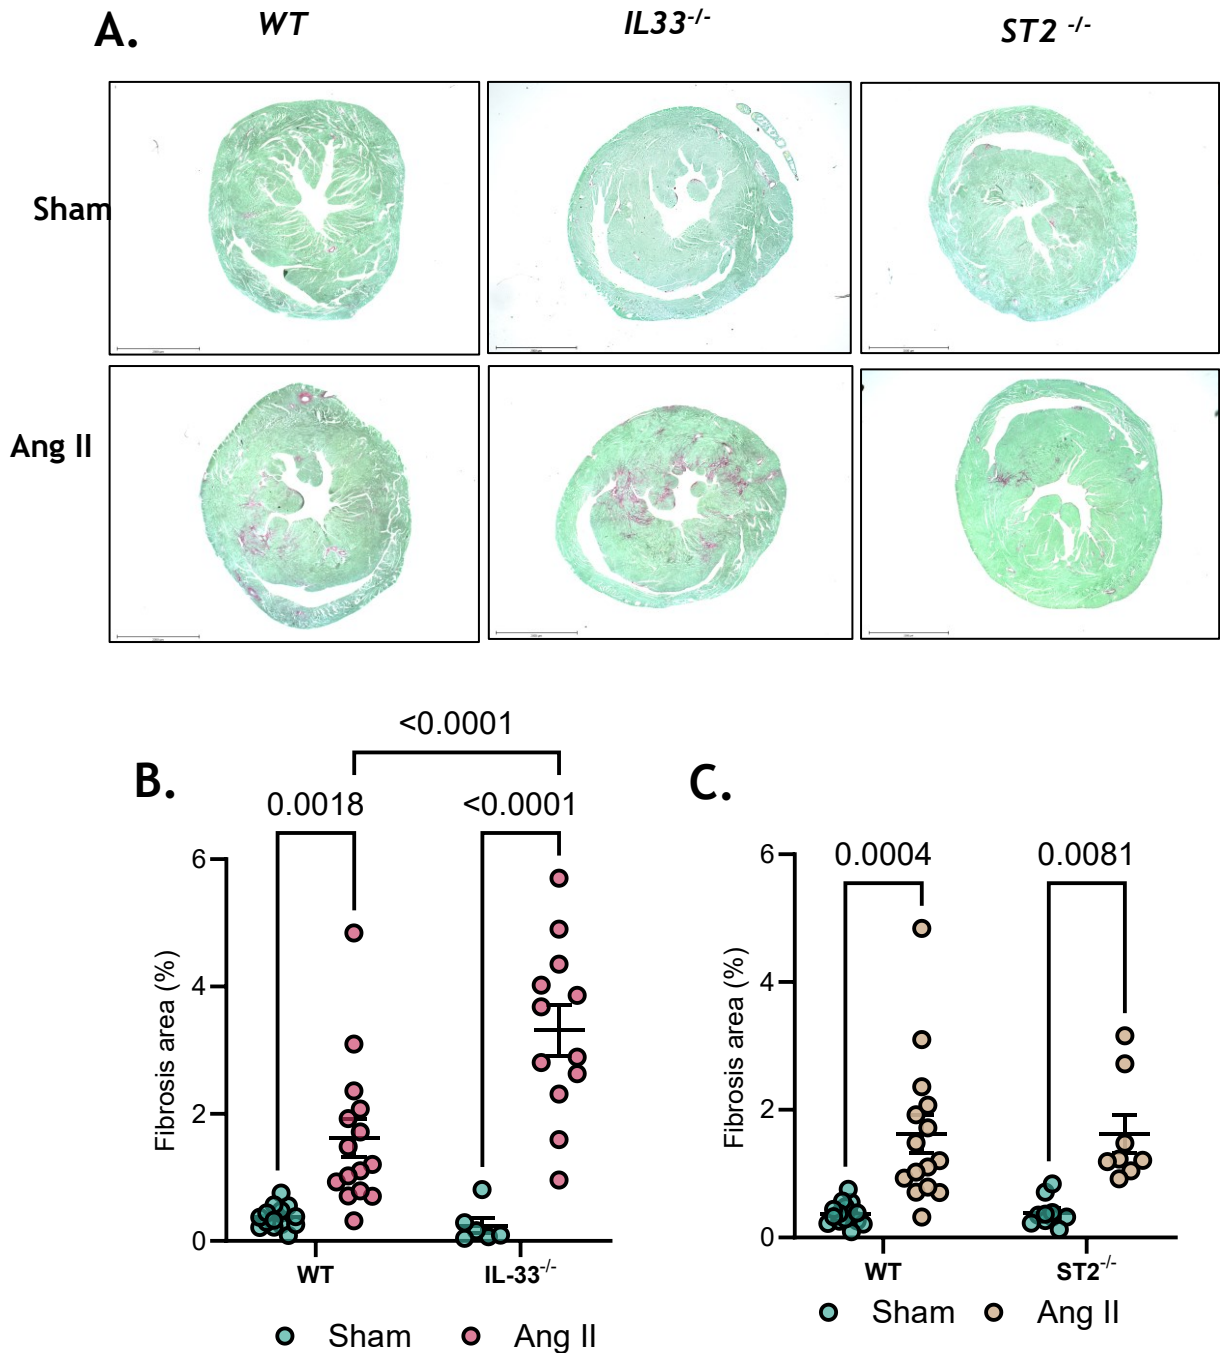 A.
WT
IL33-/-
ST2 -/-
Sham
Ang II
<0.0001
B.
0.0018
<0.0001
6
4
2
0
Fibrosis area (%)
WT
IL-33-/-
Sham
Ang II
C.
0.0004
0.0081
6
4
2
0
Fibrosis area (%)
WT
ST2-/-
Sham
Ang II